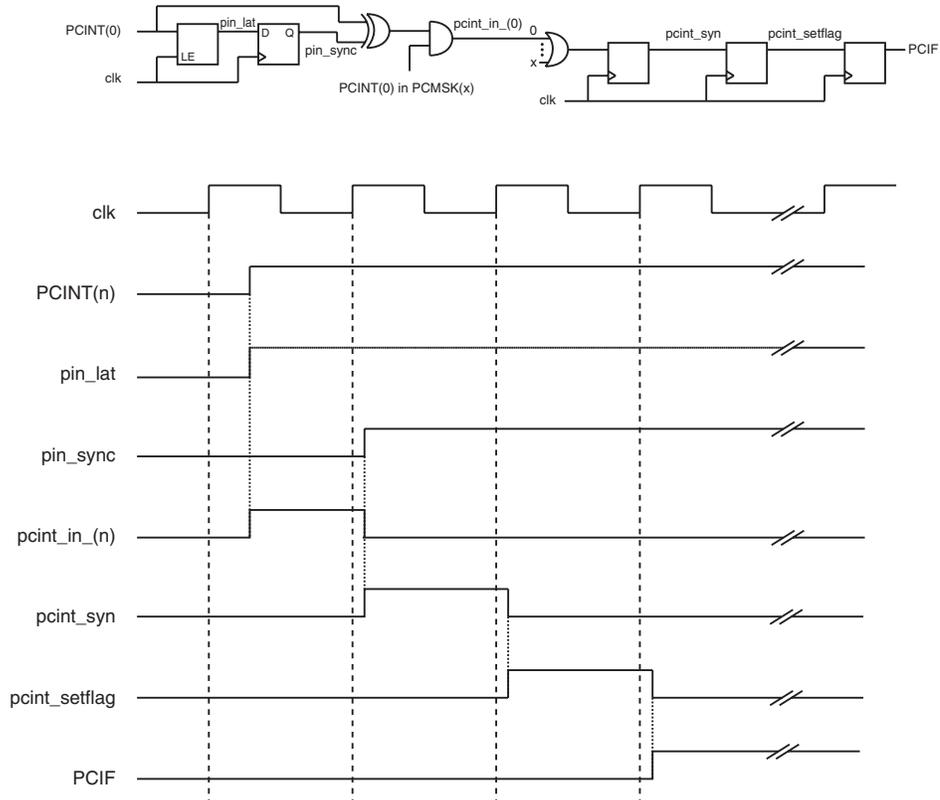 PCINT(0)
pin_lat
D Q
LE
pin_sync
clk
pcint_in_(0)
0
x
PCINT(0) in PCMSK(x)
pcint_syn
pcint_setflag
PCIF
clk
clk
PCINT(n)
pin_lat
pin_sync
pcint_in_(n)
pcint_syn
pcint_setflag
PCIF